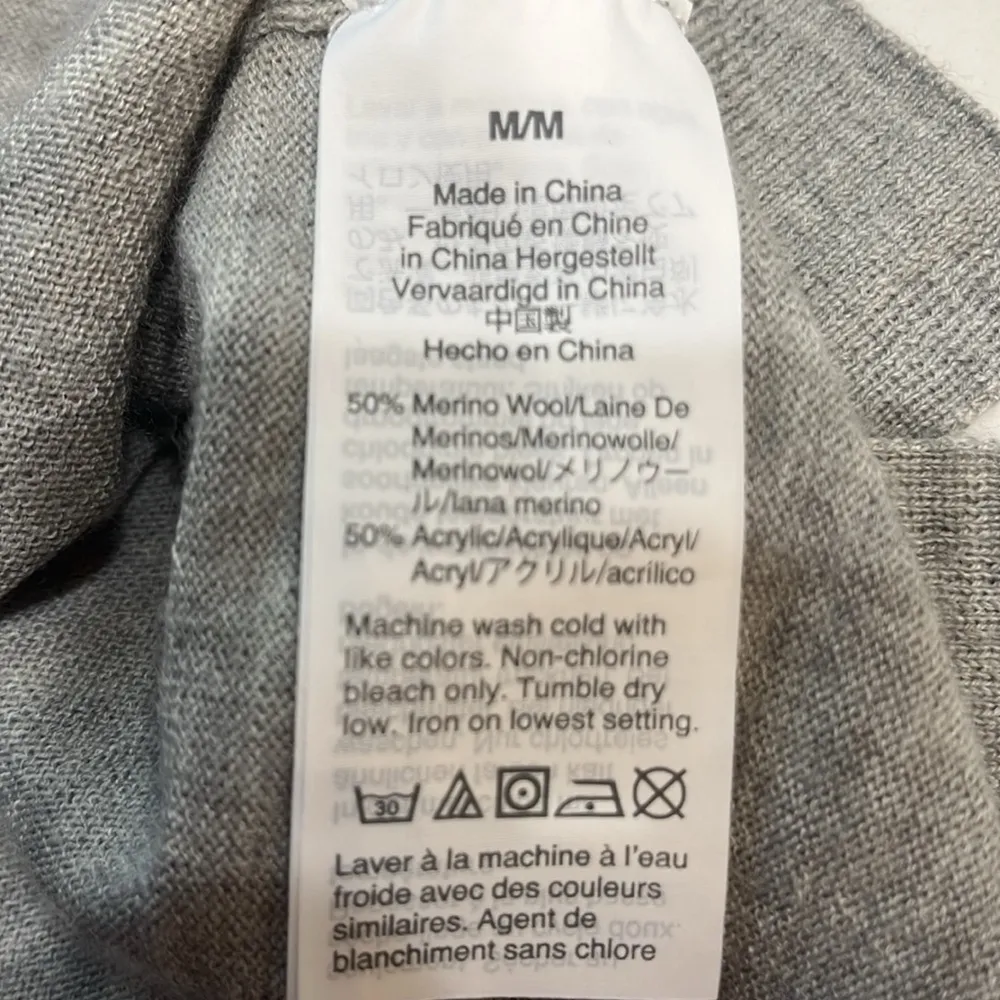 M/M
Made in China
Fabriqué en Chine
in China Hergestellt
Vervaardigd in China
中国製
Hecho en China
50% Merino Wool/Laine De
Merinos/Merinowolle/
Merinowol/メリノウー
ル/lana merino
50% Acrylic/Acrylique/Acryl/
Acryl/アクリル/acrilico
Machine wash cold with
like colors. Non-chlorine
bleach only. Tumble dry
low. Iron on lowest setting.
30
Laver à la machine à l'eau
froide avec des couleurs
similaires. Agent de
blanchiment sans chlore